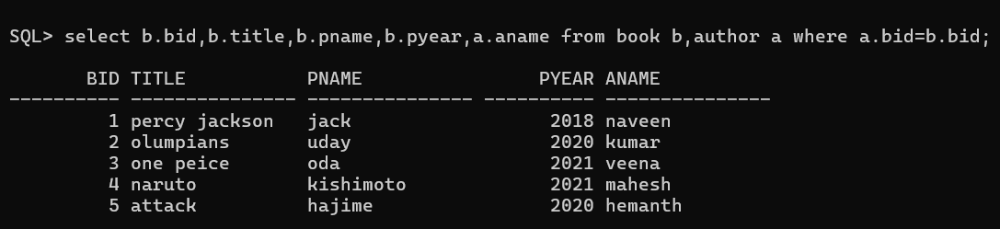 SQL> select b.bid,b.title,b.pname,b.pyear,a.aname from book b,author a where a.bid=b.bid;
       BID TITLE           PNAME                PYEAR ANAME
---------- --------------- --------------- ---------- ---------------
         1 percy jackson   jack                  2018 naveen
         2 olumpians       uday                  2020 kumar
         3 one peice       oda                   2021 veena
         4 naruto          kishimoto             2021 mahesh
         5 attack          hajime                2020 hemanth